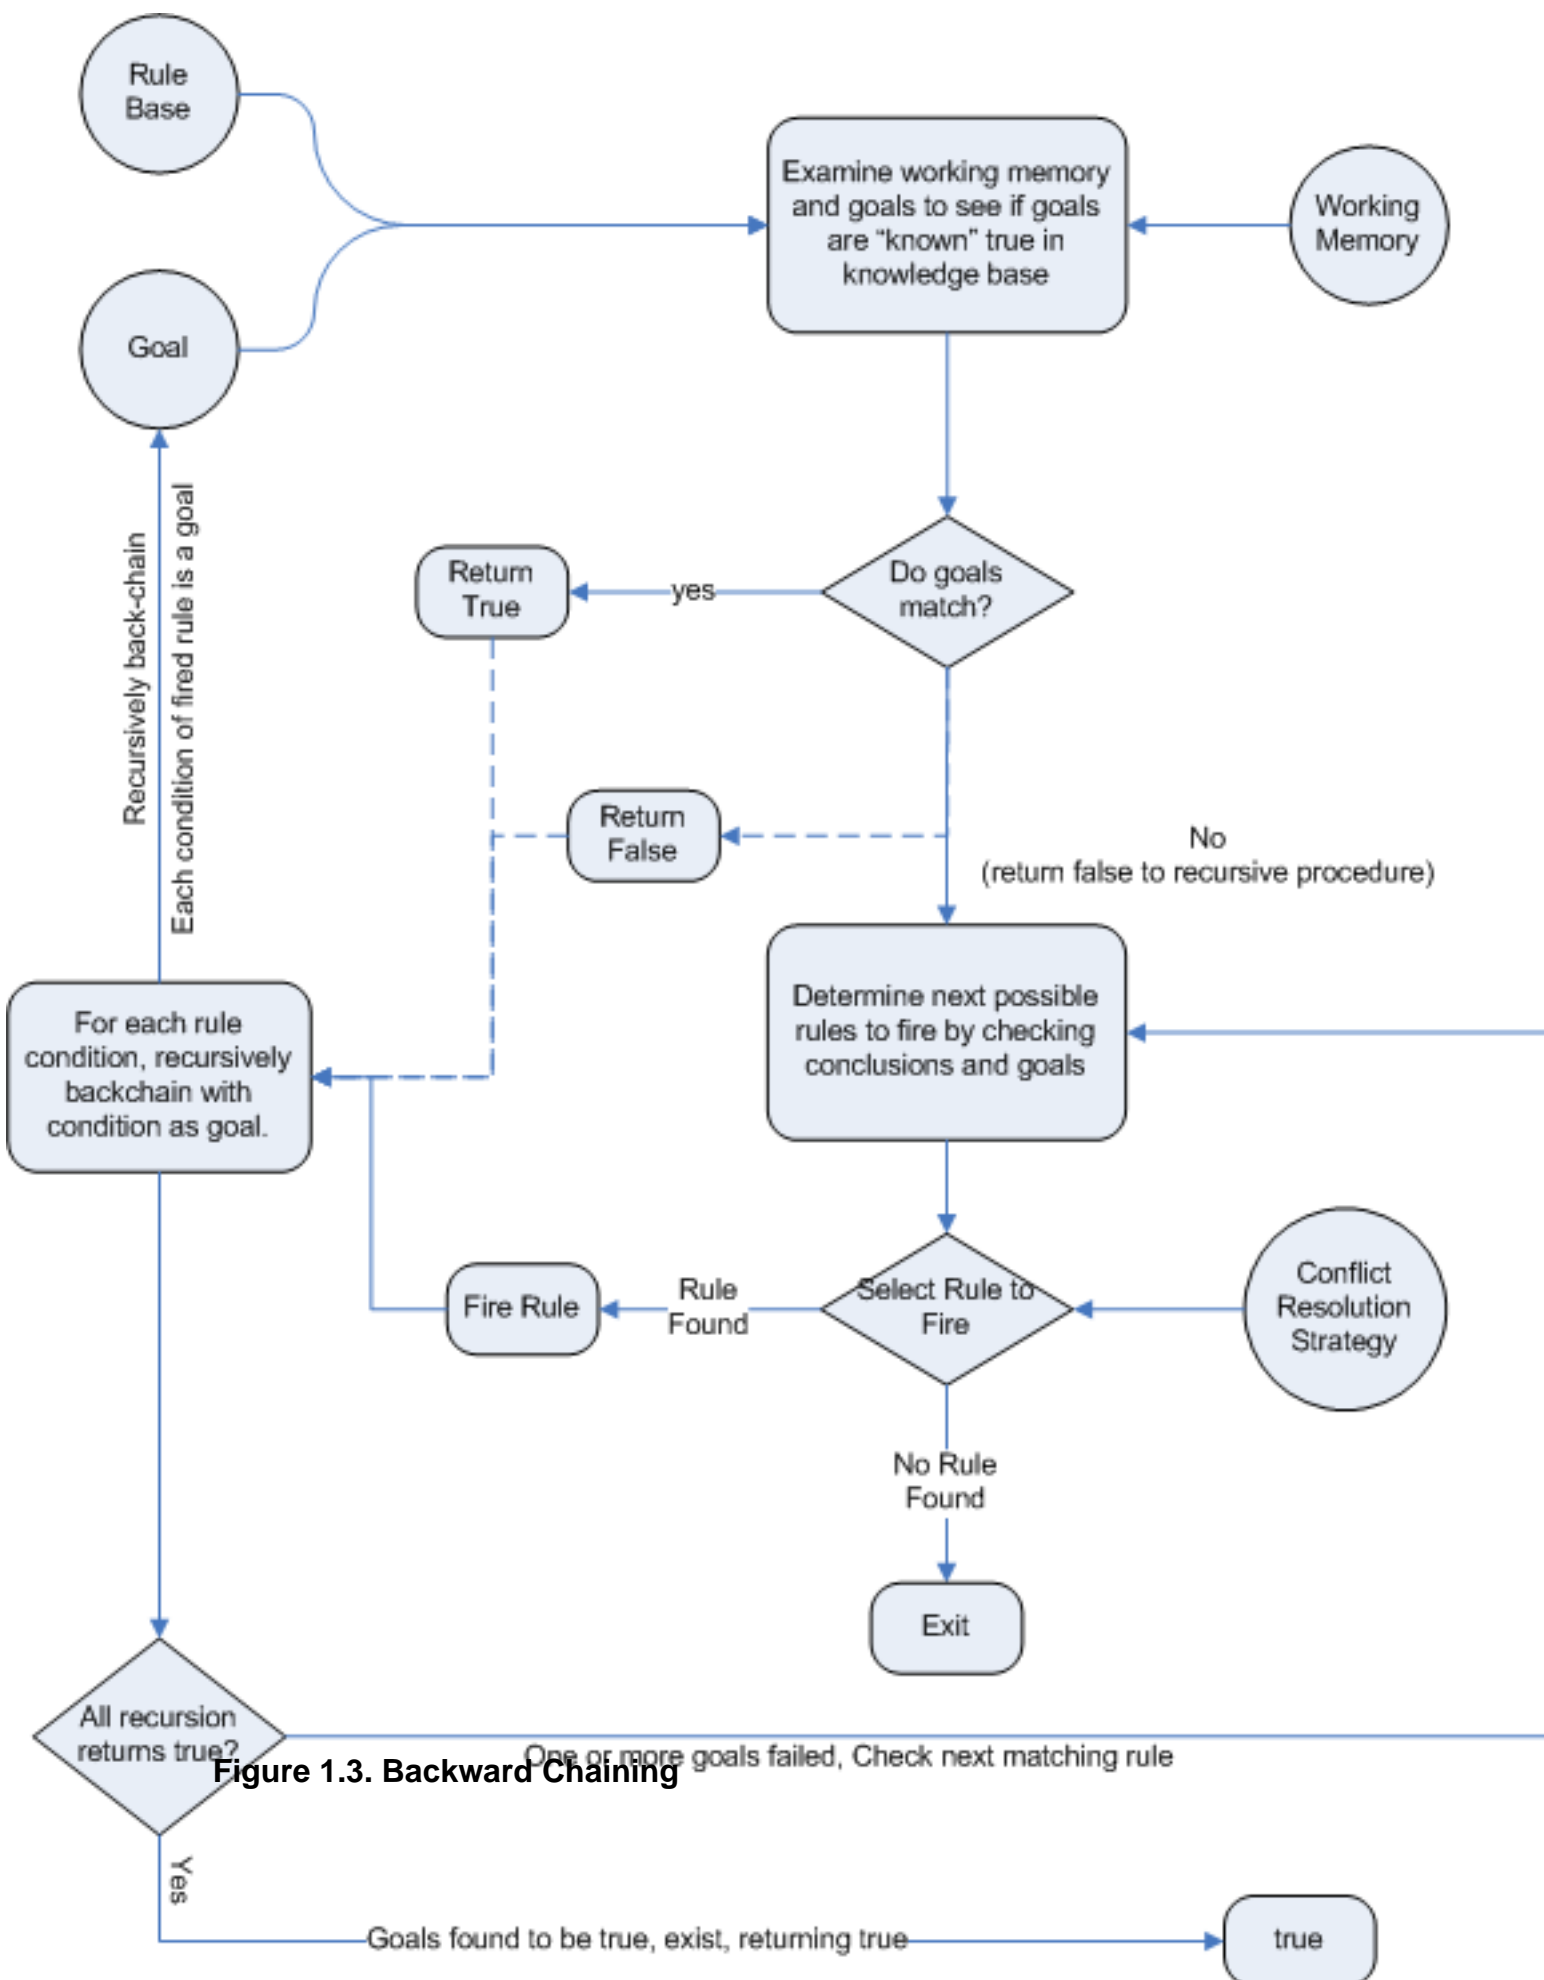 Rule
Base
Examine working memory
and goals to see if goals
are “known” true in
knowledge base
Working
Memory
Goal
Recursively back-chain
Each condition of fired rule is a goal
Return
True
yes
Do goals
match?
Return
False
No
(return false to recursive procedure)
For each rule
condition, recursively
backchain with
condition as goal.
Determine next possible
rules to fire by checking
conclusions and goals
Fire Rule
Rule
Found
Select Rule to
Fire
Conflict
Resolution
Strategy
No Rule
Found
Exit
All recursion
returns true?
One or more goals failed, Check next matching rule
Figure 1.3. Backward Chaining
Yes
Goals found to be true, exist, returning true
true